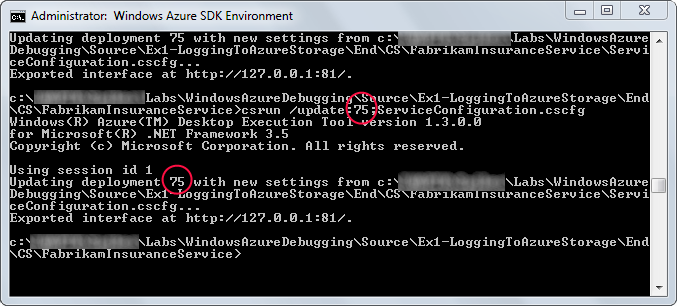 Administrator: Windows Azure SDK Environment
Updating deployment 75 with new settings from c:\ \Labs\WindowsAzure
Debugging\Source\Ex1-LoggingToAzureStorage\End\CS\FabrikamInsuranceService\Servi
ceConfiguration.cscfg...
Exported interface at http://127.0.0.1:81/.
c:\ Labs\WindowsAzureDebugging\Source\Ex1-LoggingToAzureStorage\End
\CS\FabrikamInsuranceService>csrun /update:75;ServiceConfiguration.cscfg
Windows(R) Azure(TM) Desktop Execution Tool version 1.3.0.0
for Microsoft(R) .NET Framework 3.5
Copyright (c) Microsoft Corporation. All rights reserved.
Using session id 1
Updating deployment 75 with new settings from c:\ \Labs\WindowsAzure
Debugging\Source\Ex1-LoggingToAzureStorage\End\CS\FabrikamInsuranceService\Servi
ceConfiguration.cscfg...
Exported interface at http://127.0.0.1:81/.
c:\ \Labs\WindowsAzureDebugging\Source\Ex1-LoggingToAzureStorage\End
\CS\FabrikamInsuranceService>